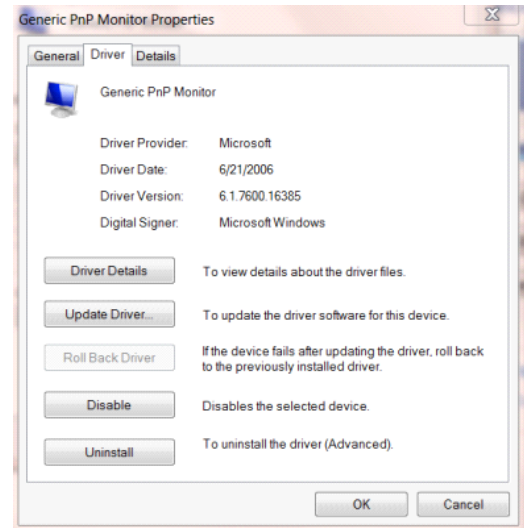 Generic PnP Monitor Properties
General Driver Details
Generic PnP Monitor
Driver Provider: Microsoft
Driver Date: 6/21/2006
Driver Version: 6.1.7600.16385
Digital Signer: Microsoft Windows
Driver Details To view details about the driver files.
Update Driver... To update the driver software for this device.
Roll Back Driver If the device fails after updating the driver, roll back
to the previously installed driver.
Disable Disables the selected device.
Uninstall To uninstall the driver (Advanced).
OK Cancel